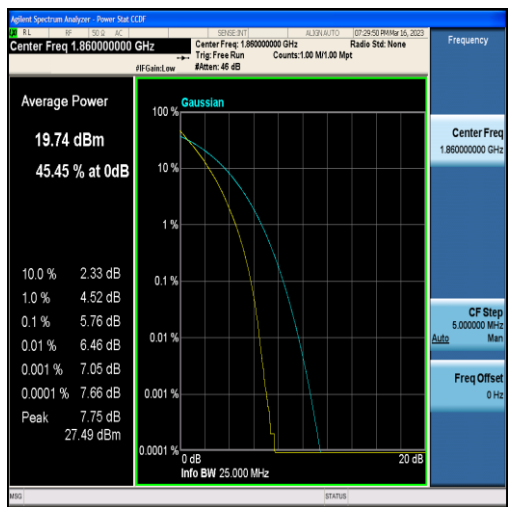 Agilent Spectrum Analyzer - Power Stat CCDF
RL RF 50 Ω AC SENSE:INT ALIGN AUTO 07:29:50 PM Mar 16, 2023
Center Freq 1.860000000 GHz
Center Freq: 1.860000000 GHz Radio Std: None
Trig: Free Run Counts:1.00 M/1.00 Mpt
#IFGain:Low #Atten: 46 dB
Frequency
Average Power
19.74 dBm
45.45 % at 0dB
10.0 % 2.33 dB
1.0 % 4.52 dB
0.1 % 5.76 dB
0.01 % 6.46 dB
0.001 % 7.05 dB
0.0001 % 7.66 dB
Peak 7.75 dB
27.49 dBm
Gaussian
100 %
10 %
1 %
0.1 %
0.01 %
0.001 %
0.0001 %
0 dB 20 dB
Info BW 25.000 MHz
Center Freq
1.860000000 GHz
CF Step
5.000000 MHz
Auto Man
Freq Offset
0 Hz
MSG STATUS